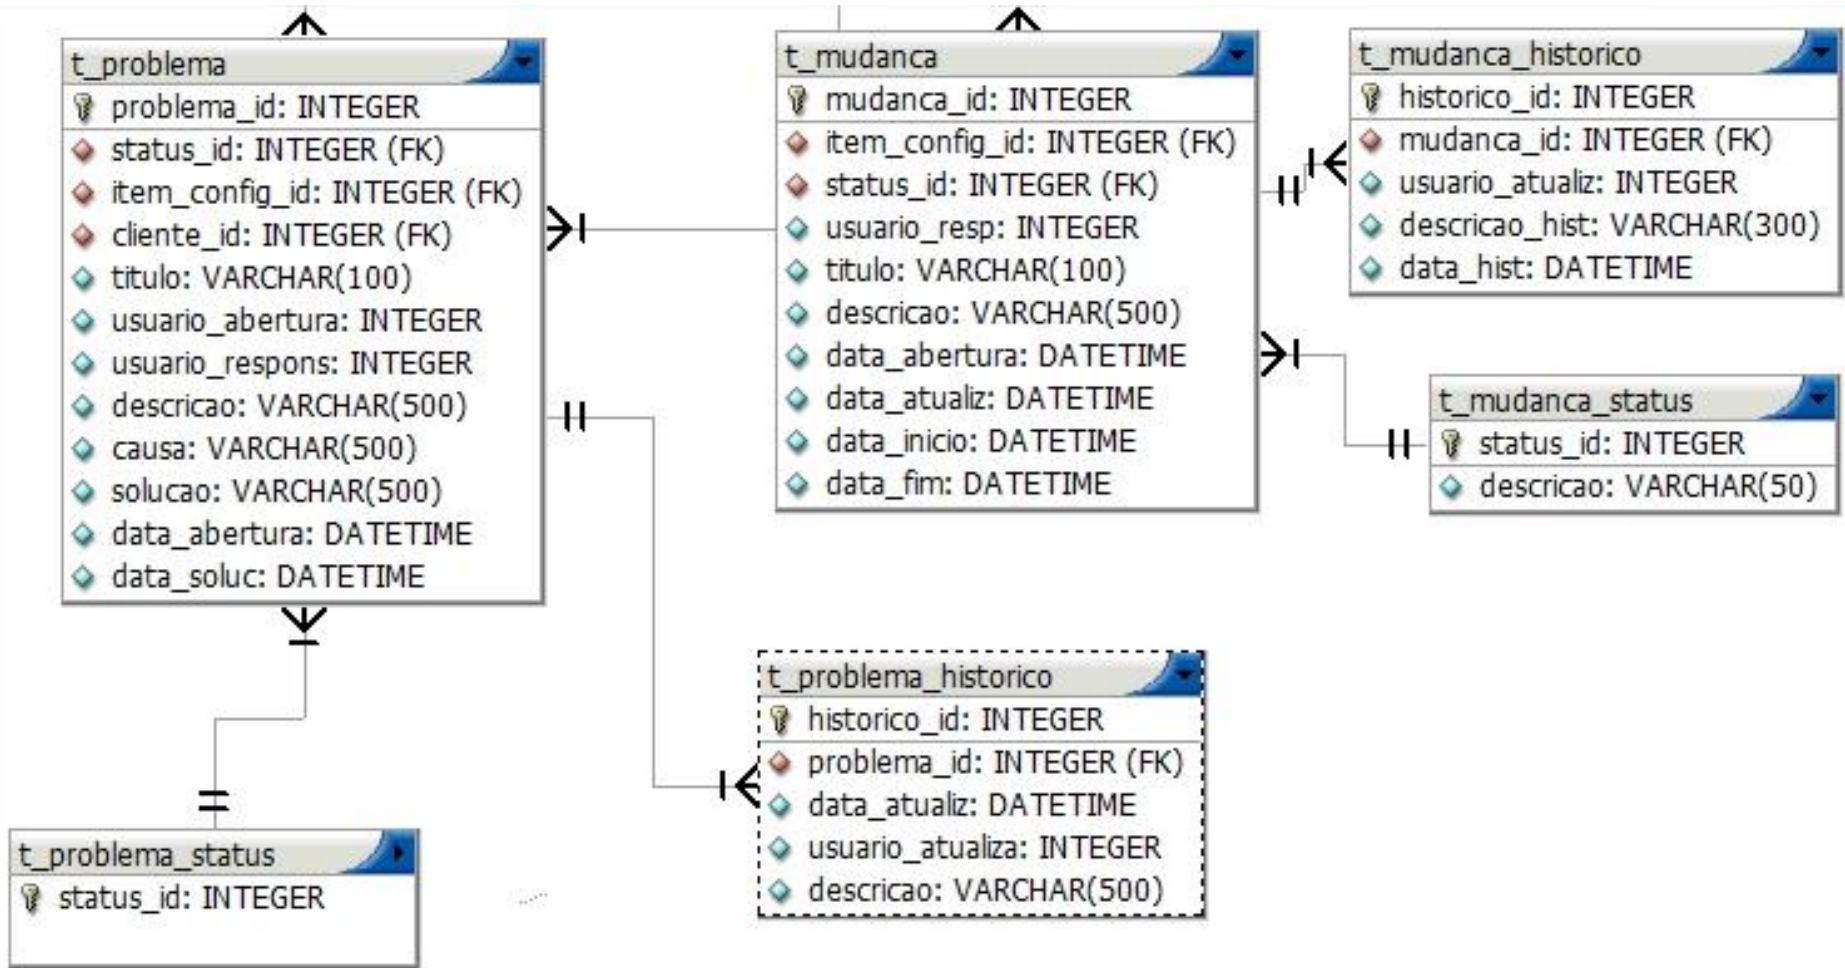 t_problema
problema_id: INTEGER
status_id: INTEGER (FK)
item_config_id: INTEGER (FK)
cliente_id: INTEGER (FK)
titulo: VARCHAR(100)
usuario_abertura: INTEGER
usuario_respons: INTEGER
descricao: VARCHAR(500)
causa: VARCHAR(500)
solucao: VARCHAR(500)
data_abertura: DATETIME
data_soluc: DATETIME
t_mudanca
mudanca_id: INTEGER
item_config_id: INTEGER (FK)
status_id: INTEGER (FK)
usuario_resp: INTEGER
titulo: VARCHAR(100)
descricao: VARCHAR(500)
data_abertura: DATETIME
data_atualiz: DATETIME
data_inicio: DATETIME
data_fim: DATETIME
t_mudanca_historico
historico_id: INTEGER
mudanca_id: INTEGER (FK)
usuario_atualiz: INTEGER
descricao_hist: VARCHAR(300)
data_hist: DATETIME
t_mudanca_status
status_id: INTEGER
descricao: VARCHAR(50)
t_problema_historico
historico_id: INTEGER
problema_id: INTEGER (FK)
data_atualiz: DATETIME
usuario_atualiza: INTEGER
descricao: VARCHAR(500)
t_problema_status
status_id: INTEGER